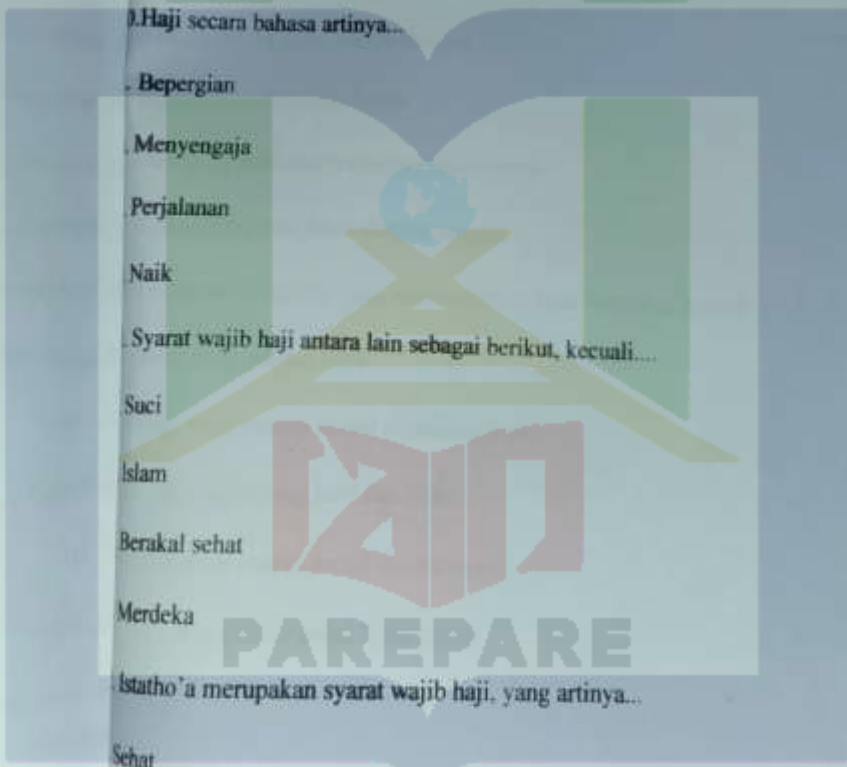 ).Haji secara bahasa artinya...
. Bepergian
. Menyengaja
. Perjalanan
Naik
. Syarat wajib haji antara lain sebagai berikut, kecuali....
Suci
Islam
Berakal sehat
Merdeka
. Istatho'a merupakan syarat wajib haji, yang artinya...
Sehat
iain
PAREPARE